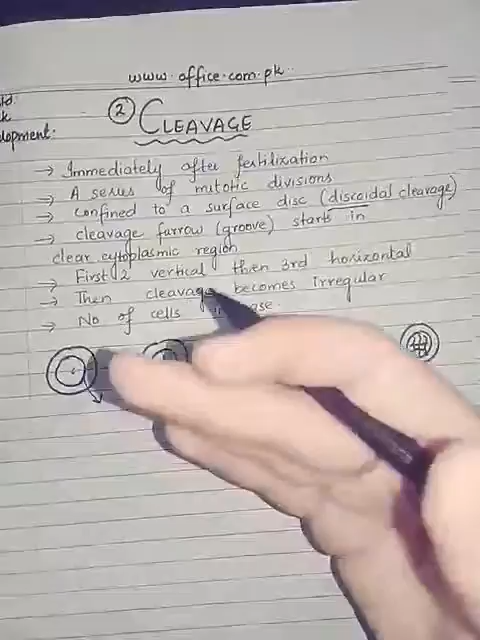 www.office.com.pk
② CLEAVAGE
lopment:
→ Immediately after fertilization
→ A series of mitotic divisions
→ confined to a surface disc (discoidal cleavage)
→ cleavage furrow (groove) starts in
clear cytoplasmic region
→ First 2 vertical then 3rd horizontal
→ Then cleavage becomes irregular
→ No of cells